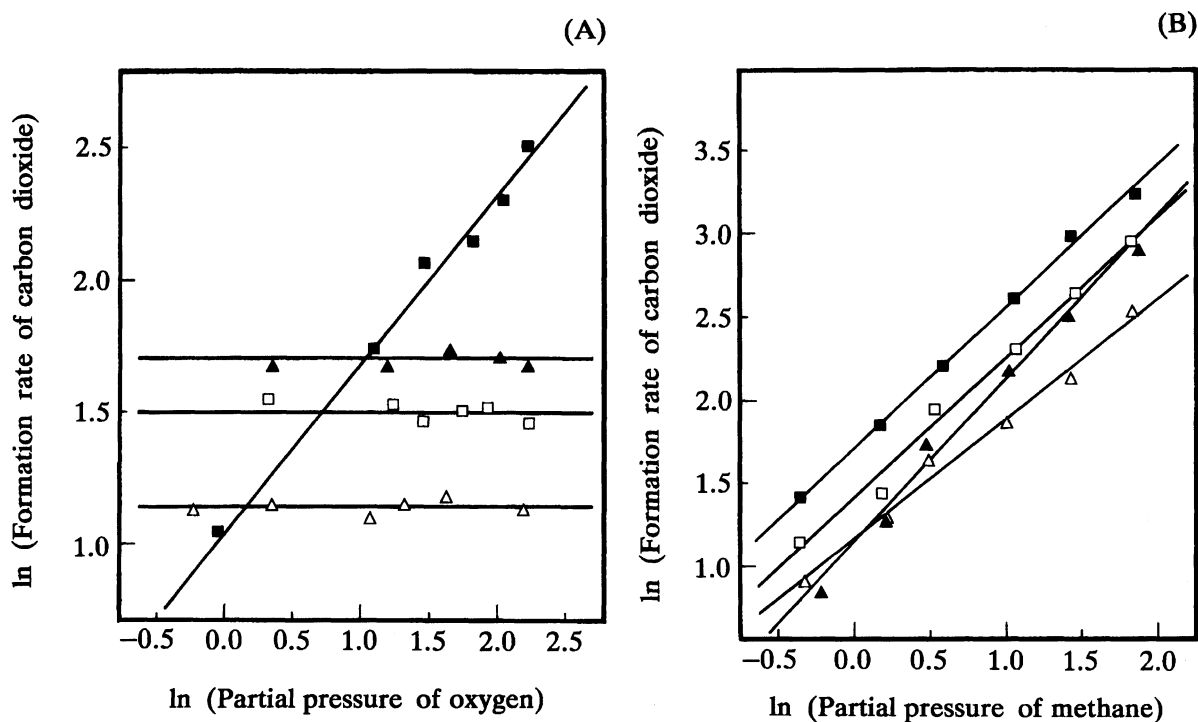 (A)
ln (Formation rate of carbon dioxide)
2.5
2.0
1.5
1.0
−0.5 0.0 0.5 1.0 1.5 2.0 2.5
ln (Partial pressure of oxygen)
(B)
ln (Formation rate of carbon dioxide)
3.5
3.0
2.5
2.0
1.5
1.0
−0.5 0.0 0.5 1.0 1.5 2.0
ln (Partial pressure of methane)